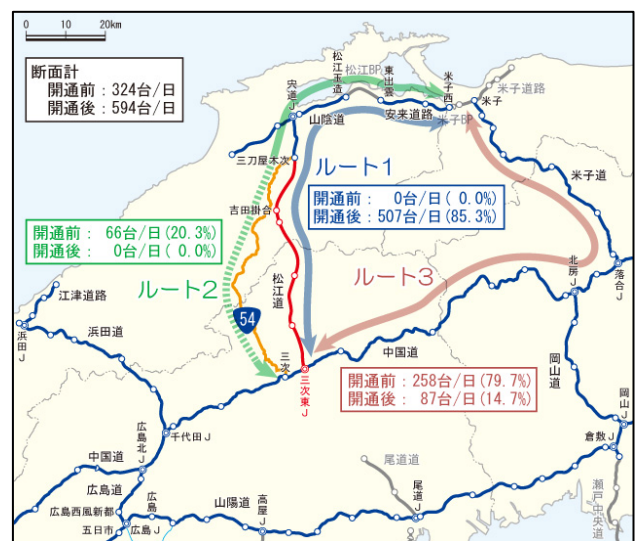 0 10 20km
断面計
開通前：324台/日
開通後：594台/日
宍道J
松江玉造
松江BP
東出雲
米子西
米子
米子道路
山陰道
安来道路
米子BP
三刀屋木次
ルート1
開通前： 0台/日( 0.0%)
開通後：507台/日(85.3%)
米子道
吉田掛合
開通前： 66台/日(20.3%)
開通後： 0台/日( 0.0%)
ルート2
ルート3
松江道
北房J
落合J
江津道路
浜田J
浜田道
54
三次
三次東J
中国道
岡山道
開通前：258台/日(79.7%)
開通後： 87台/日(14.7%)
千代田J
広島北J
中国道
広島道
広島西風新都
五日市
広島
広島J
山陽道
高屋J
尾道道
尾道J
岡山J
倉敷J
瀬戸中央道